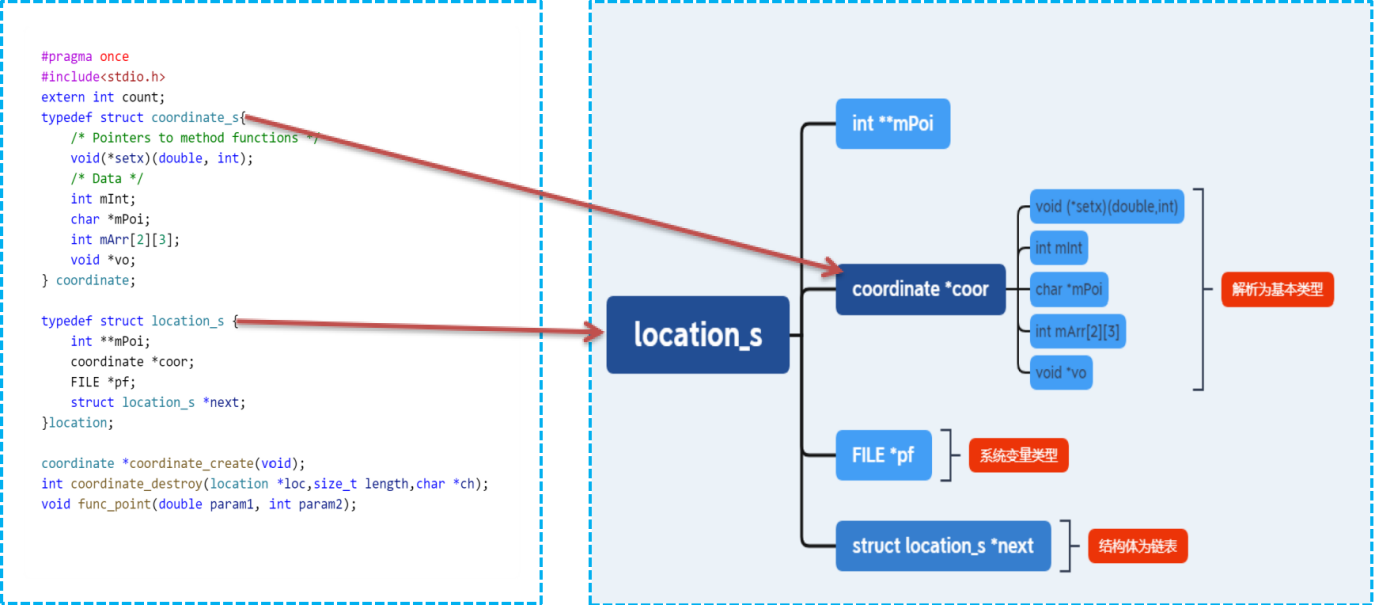 #pragma once
#include<stdio.h>
extern int count;
typedef struct coordinate_s{
/* Pointers to method functions */
void(*setx)(double, int);
/* Data */
int mInt;
char *mPoi;
int mArr[2][3];
void *vo;
} coordinate;
typedef struct location_s {
int **mPoi;
coordinate *coor;
FILE *pf;
struct location_s *next;
}location;
coordinate *coordinate_create(void);
int coordinate_destroy(location *loc,size_t length,char *ch);
void func_point(double param1, int param2);
location_s
int **mPoi
coordinate *coor
void (*setx)(double,int)
int mInt
char *mPoi
int mArr[2][3]
void *vo
解析为基本类型
FILE *pf
系统变量类型
struct location_s *next
结构体为链表